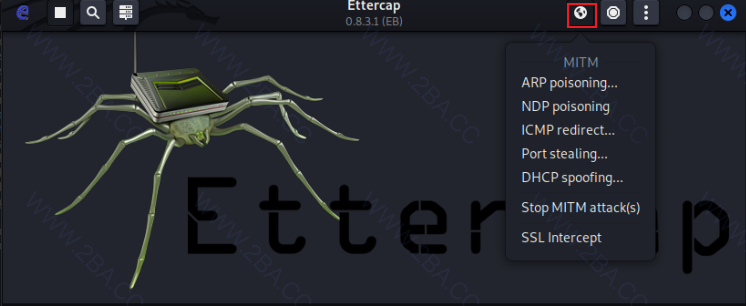 Ettercap
0.8.3.1 (EB)
MITM
ARP poisoning...
NDP poisoning
ICMP redirect...
Port stealing...
DHCP spoofing...
Stop MITM attack(s)
SSL Intercept
Etter
p
WWW.2BA.CC